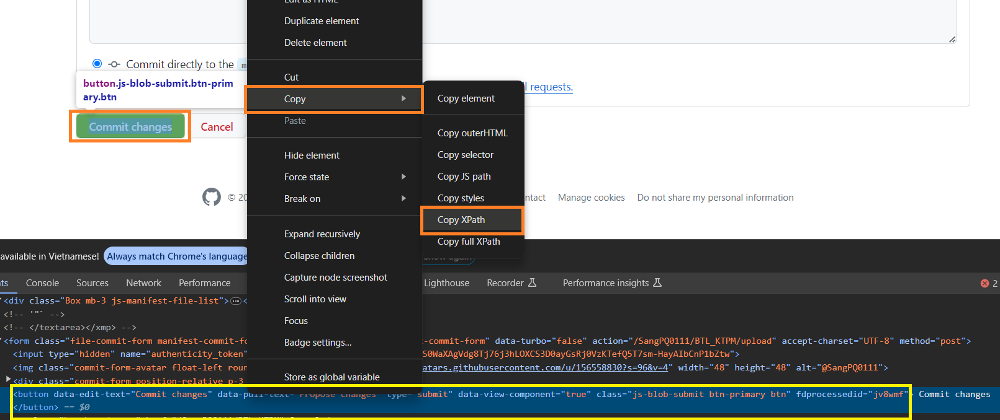 Edit as HTML
Duplicate element
Delete element
Commit directly to the m
button.js-blob-submit.btn-prim
ary.btn
Cut
Copy
Paste
Copy element
l requests.
Commit changes
Cancel
Copy outerHTML
Hide element
Copy selector
Force state
Copy JS path
Break on
Copy styles
© 20
ntact
Manage cookies
Do not share my personal information
Copy XPath
Expand recursively
Copy full XPath
Collapse children
available in Vietnamese!
Always match Chrome's language
show again
Capture node screenshot
ts
Console
Sources
Network
Performance
Lighthouse
Recorder
Performance insights
2
Scroll into view
Focus
Badge settings...
Store as global variable
<div class="Box mb-3 js-manifest-file-list"> ... <
<!-- '"` -->
<!-- </textarea></xmp> -->
<form class="file-commit-form manifest-commit-fo -commit-form" data-turbo="false" action="/SangPQ0111/BTL_KTPM/upload" accept-charset="UTF-8" method="post">
<input type="hidden" name="authenticity_token" S0WaXAgVdg8Tj76j3hLOXCS3D0ayGsRj0VzKTefQ5T7sm-HayAIbCnP1bZtw">
<img class="commit-form-avatar float-left roun atars.githubusercontent.com/u/156558830?s=96&v=4" width="48" height="48" alt="@SangPQ0111">
<div class="commit-form position-relative p-3
<button data-edit-text="Commit changes" data-pull-text="Propose changes" type="submit" data-view-component="true" class="js-blob-submit btn-primary btn" fdprocessedid="jv8wmf"> Commit changes
</button> == $0